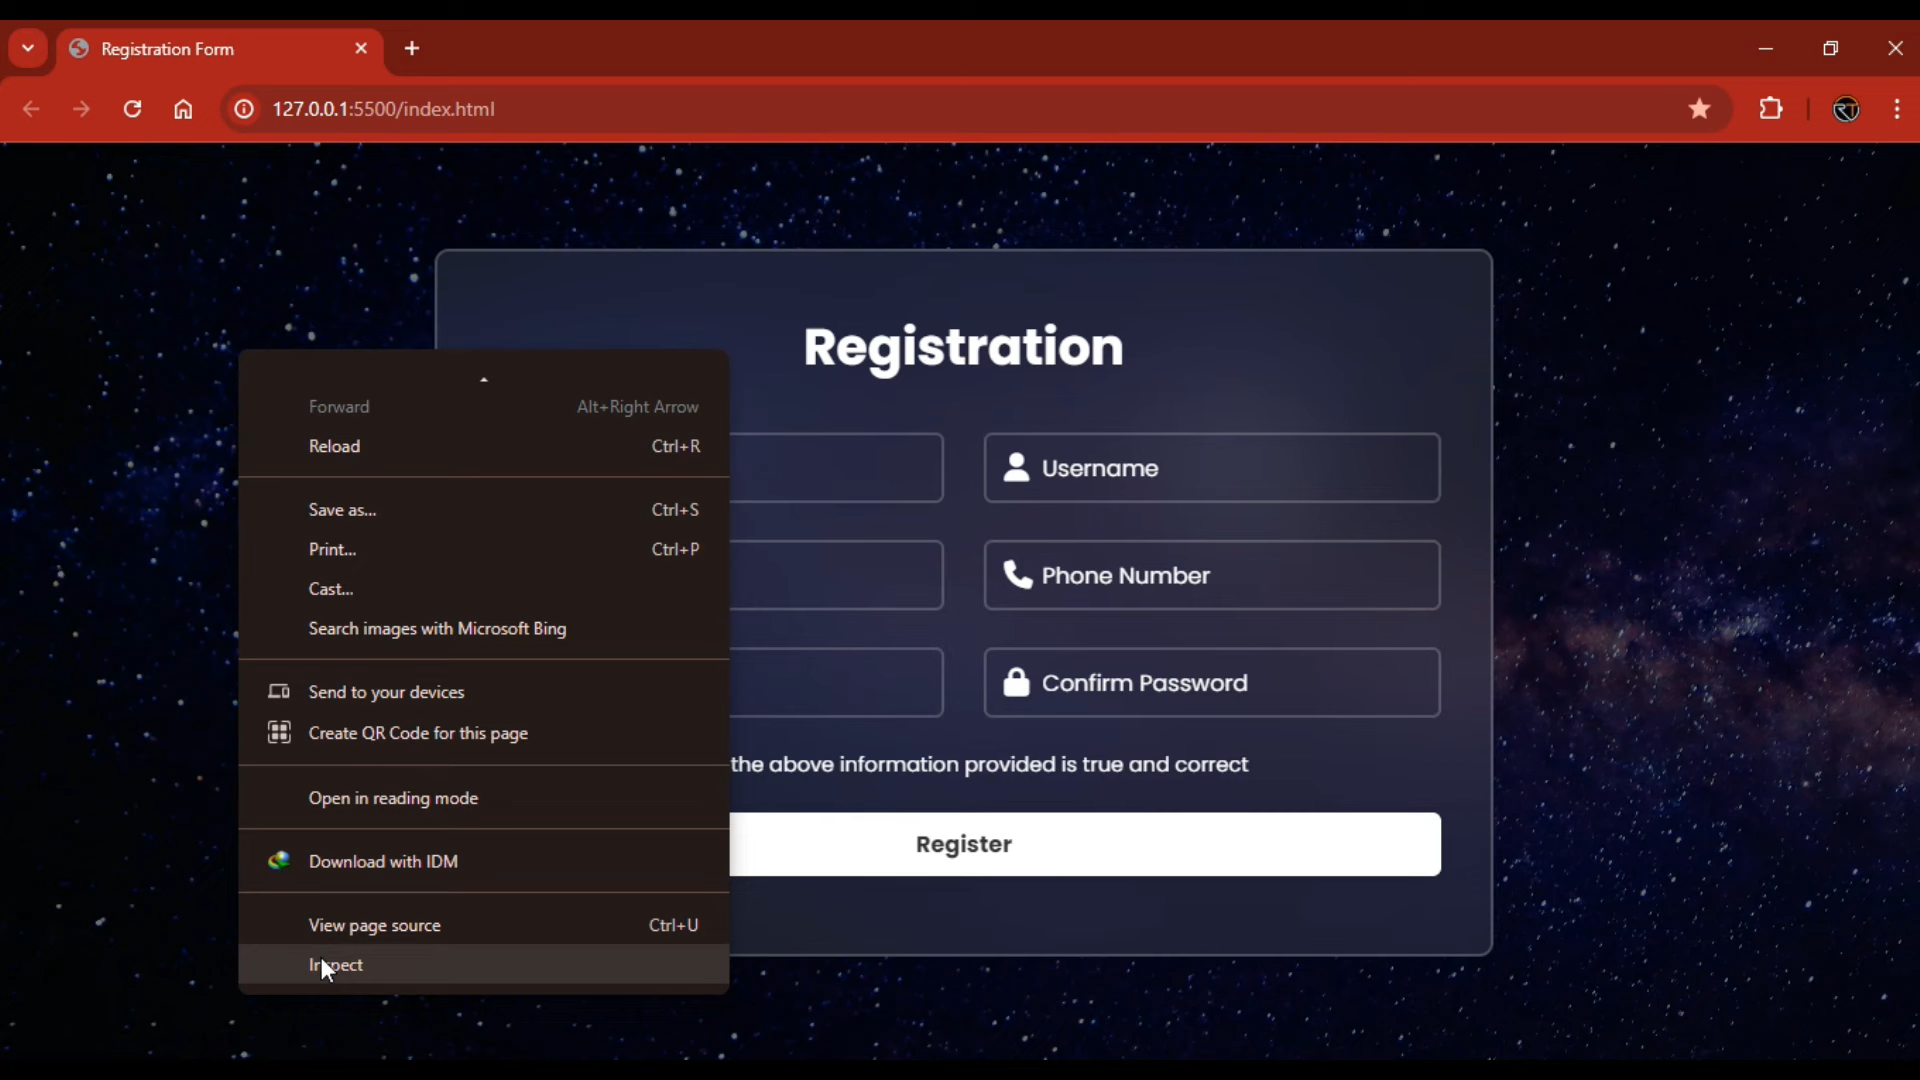 Registration Form
127.0.0.1:5500/index.html
RT
Registration
Username
Phone Number
Confirm Password
the above information provided is true and correct
Register
Forward Alt+Right Arrow
Reload Ctrl+R
Save as... Ctrl+S
Print... Ctrl+P
Cast...
Search images with Microsoft Bing
Send to your devices
Create QR Code for this page
Open in reading mode
Download with IDM
View page source Ctrl+U
Inspect